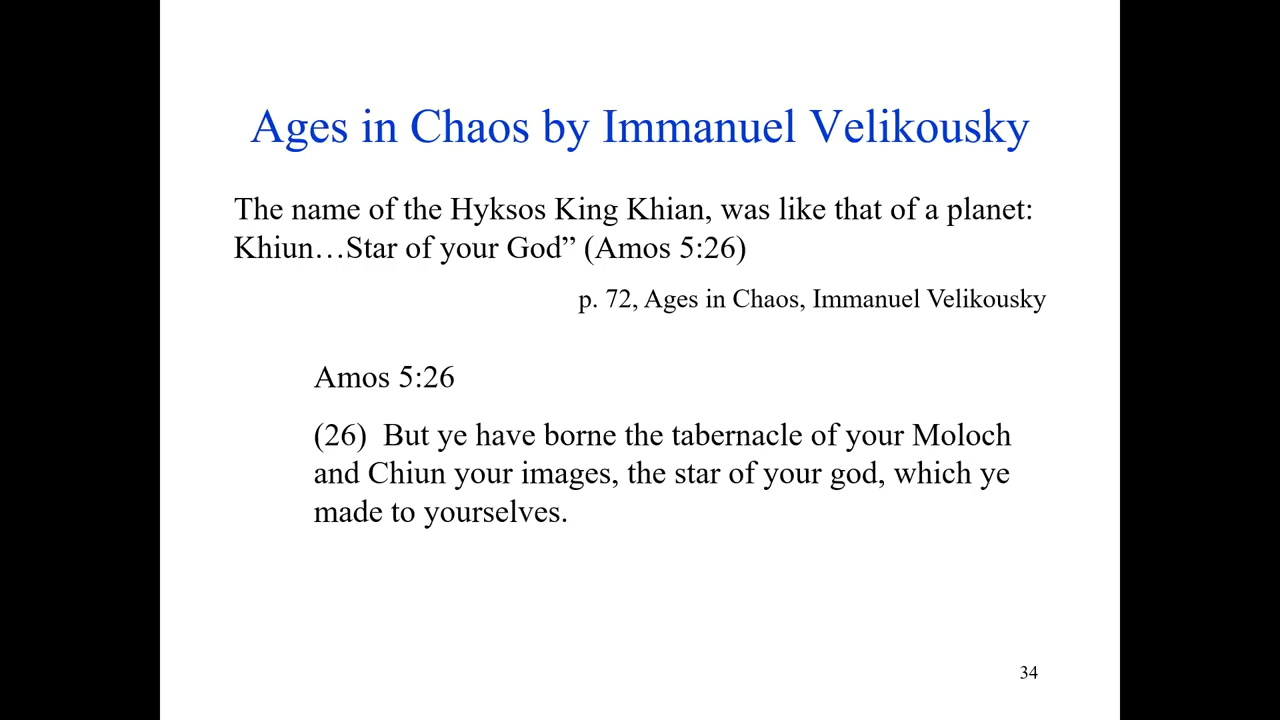 Ages in Chaos by Immanuel Velikousky
The name of the Hyksos King Khian, was like that of a planet:
Khiun…Star of your God” (Amos 5:26)
p. 72, Ages in Chaos, Immanuel Velikousky
Amos 5:26
(26)  But ye have borne the tabernacle of your Moloch
and Chiun your images, the star of your god, which ye
made to yourselves.
34